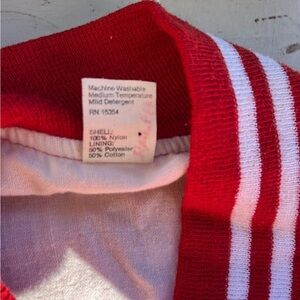 Machine Washable
Medium Temperature
Mild Detergent
RN 15354
SHELL:
100% Nylon
LINING:
50% Polyester
50% Cotton